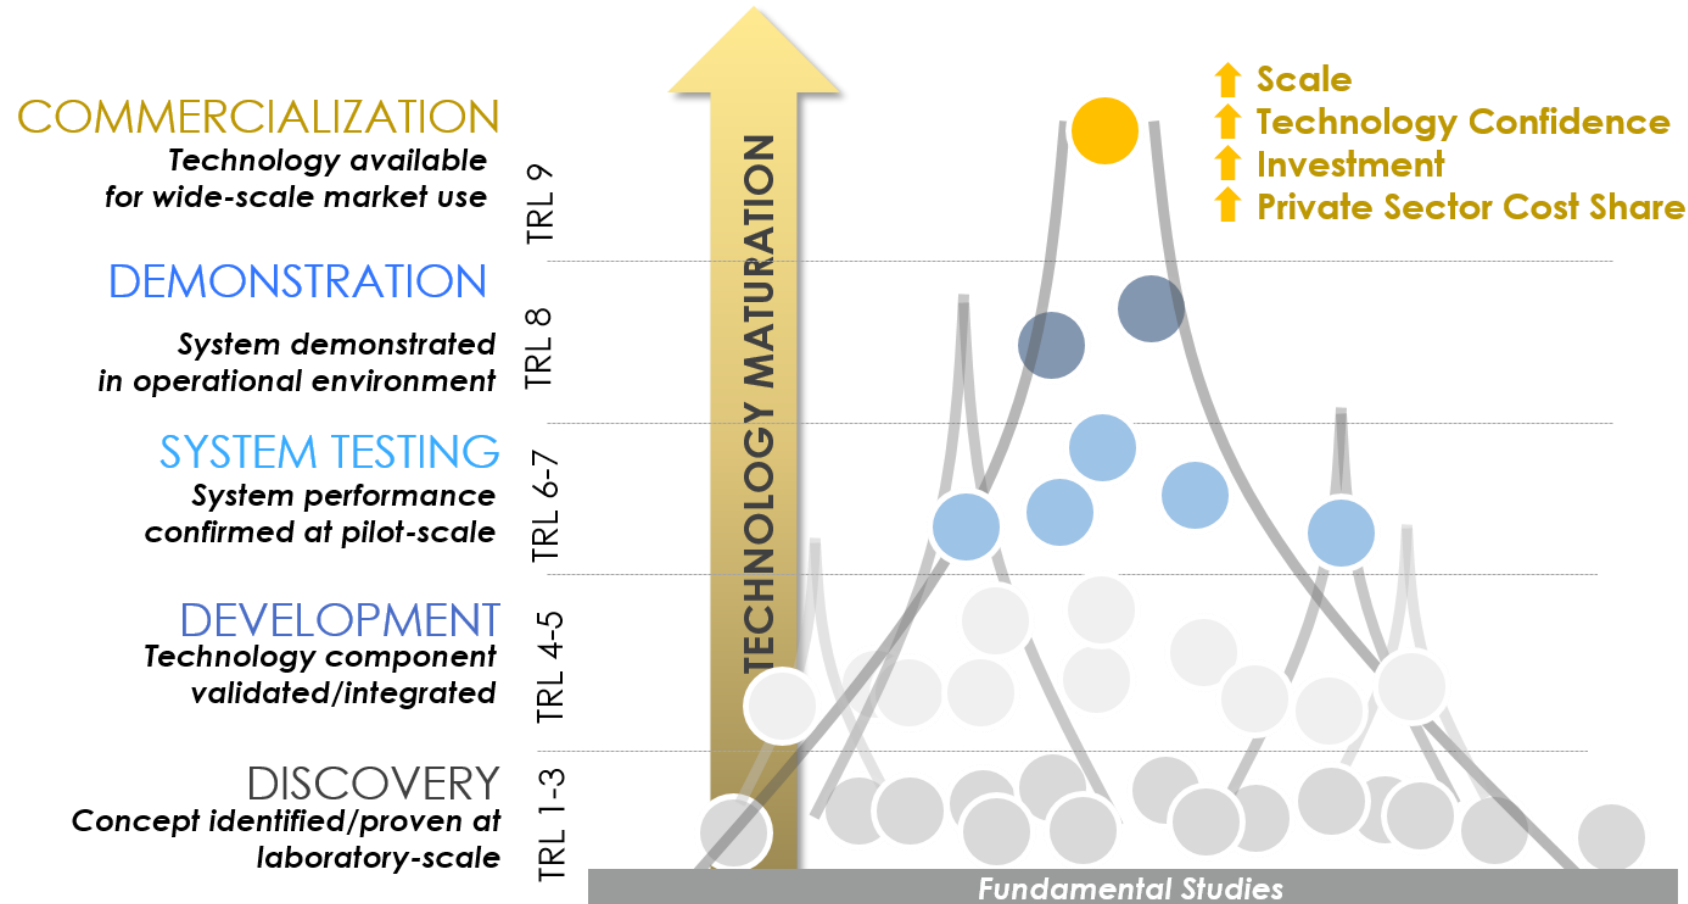 COMMERCIALIZATION
Technology available
for wide-scale market use
TRL 9
DEMONSTRATION
System demonstrated
in operational environment
TRL 8
SYSTEM TESTING
System performance
confirmed at pilot-scale
TRL 6-7
DEVELOPMENT
Technology component
validated/integrated
TRL 4-5
DISCOVERY
Concept identified/proven at
laboratory-scale
TRL 1-3
TECHNOLOGY MATURATION
Scale
Technology Confidence
Investment
Private Sector Cost Share
Fundamental Studies